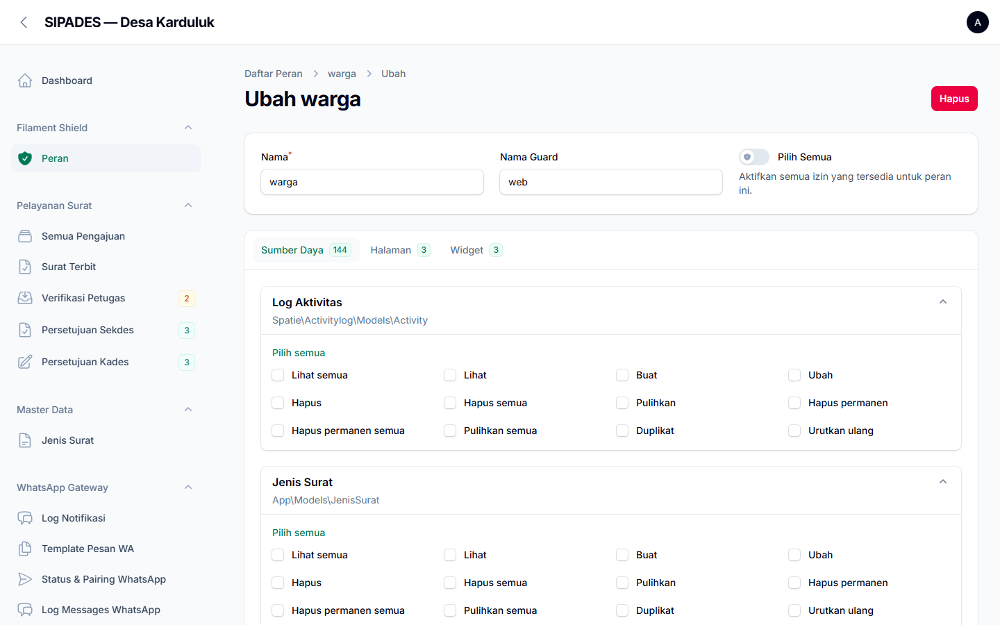 SIPADES — Desa Karduluk
A
Dashboard
Filament Shield
Peran
Pelayanan Surat
Semua Pengajuan
Surat Terbit
Verifikasi Petugas 2
Persetujuan Sekdes 3
Persetujuan Kades 3
Master Data
Jenis Surat
WhatsApp Gateway
Log Notifikasi
Template Pesan WA
Status & Pairing WhatsApp
Log Messages WhatsApp
Daftar Peran > warga > Ubah
Ubah warga
Hapus
Nama*
warga
Nama Guard
web
Pilih Semua
Aktifkan semua izin yang tersedia untuk peran
ini.
Sumber Daya 144 Halaman 3 Widget 3
Log Aktivitas
Spatie\Activitylog\Models\Activity
Pilih semua
Lihat semua Lihat Buat Ubah
Hapus Hapus semua Pulihkan Hapus permanen
Hapus permanen semua Pulihkan semua Duplikat Urutkan ulang
Jenis Surat
App\Models\JenisSurat
Pilih semua
Lihat semua Lihat Buat Ubah
Hapus Hapus semua Pulihkan Hapus permanen
Hapus permanen semua Pulihkan semua Duplikat Urutkan ulang